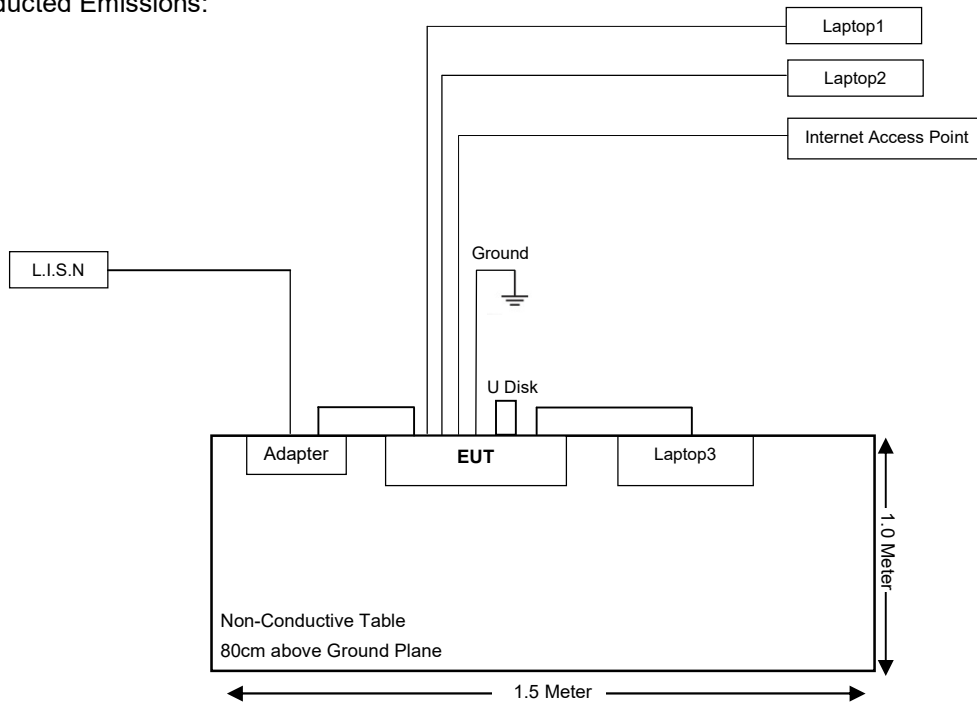 ducted Emissions:
Laptop1
Laptop2
Internet Access Point
Ground
L.I.S.N
U Disk
Adapter
EUT
Laptop3
1.0 Meter
Non-Conductive Table
80cm above Ground Plane
1.5 Meter